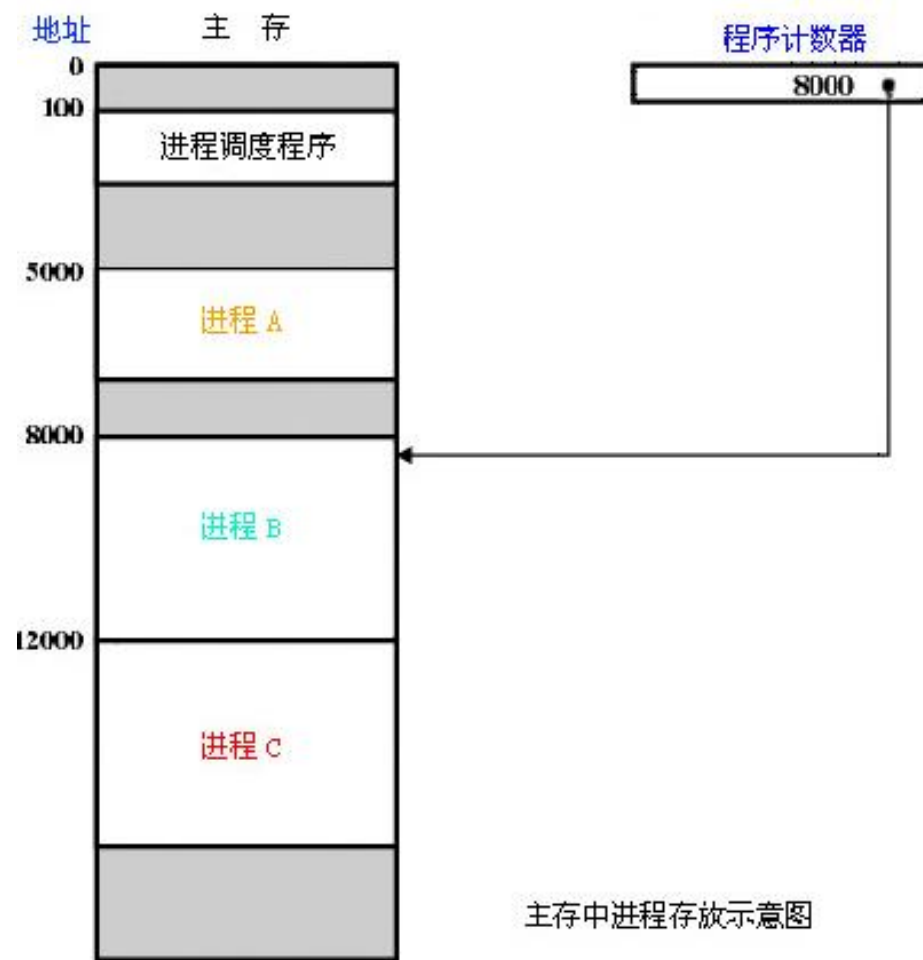 地址
主 存
程序计数器
0
8000
100
进程调度程序
5000
进程 A
8000
进程 B
12000
进程 C
主存中进程存放示意图